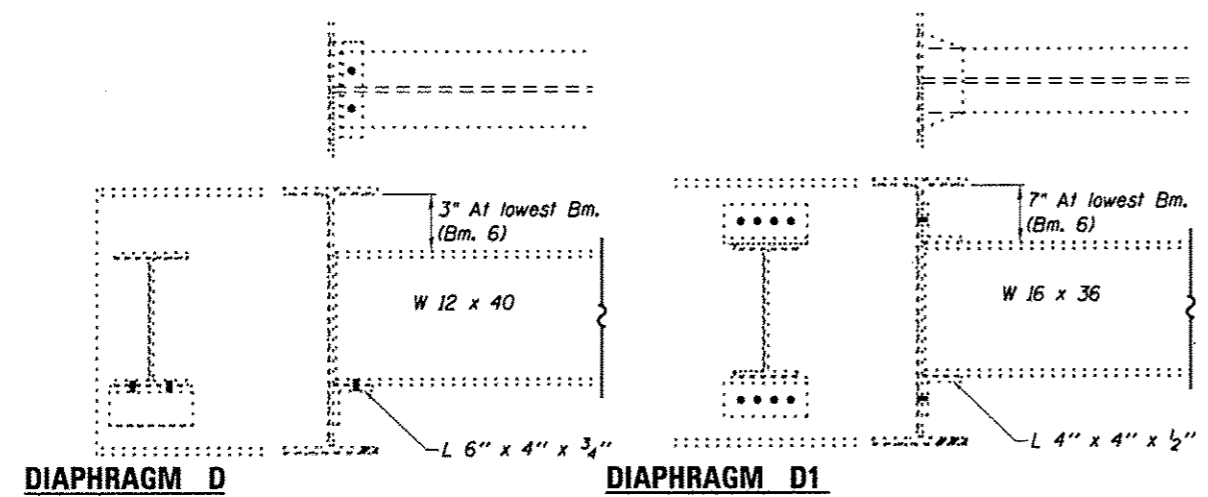 3" At lowest Bm.
(Bm. 6)
W 12 x 40
L 6" x 4" x 3/4"
DIAPHRAGM D
7" At lowest Bm.
(Bm. 6)
W 16 x 36
L 4" x 4" x 1/2"
DIAPHRAGM D1